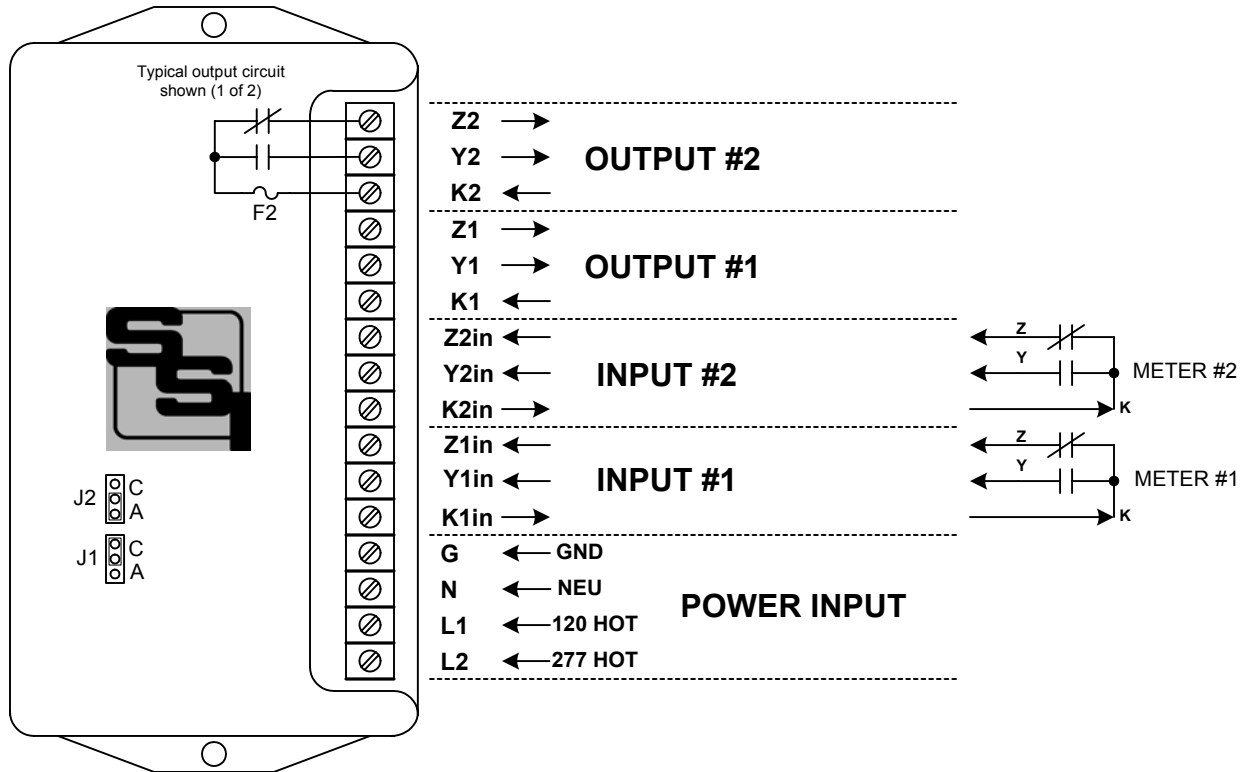 Typical output circuit
shown (1 of 2)
F2
Z2
Y2
K2
OUTPUT #2
Z1
Y1
K1
OUTPUT #1
Z2in
Y2in
K2in
INPUT #2
Z
Y
K
METER #2
Z1in
Y1in
K1in
INPUT #1
Z
Y
K
METER #1
SSI
J2
C
A
J1
C
A
G
GND
N
NEU
L1
120 HOT
L2
277 HOT
POWER INPUT